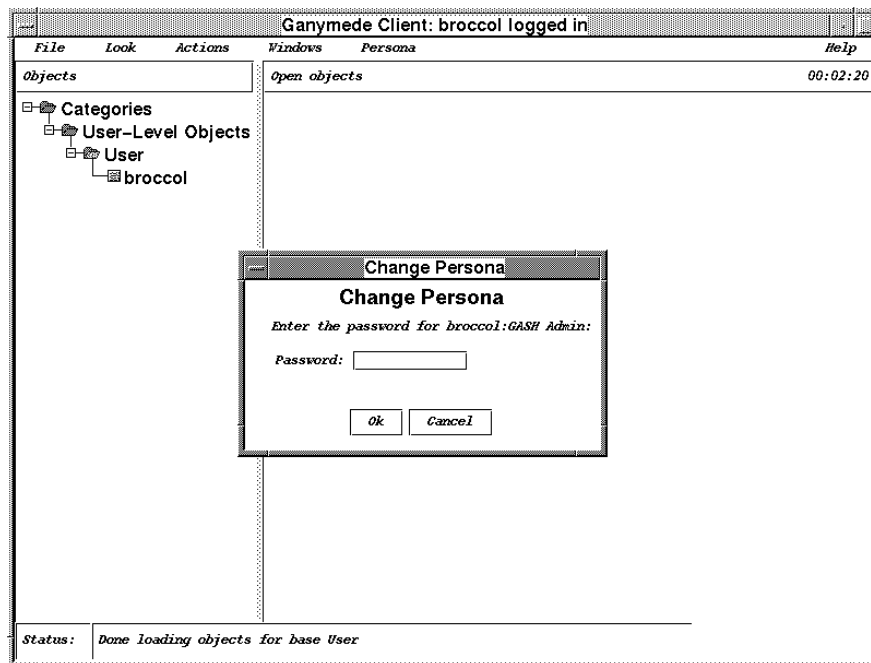 Ganymede Client: broccol logged in
File Look Actions Windows Persona Help
Objects
Open objects 00:02:20
Categories
User-Level Objects
User
broccol
Change Persona
Change Persona
Enter the password for broccol:GASH Admin:
Password:
Ok Cancel
Status: Done loading objects for base User